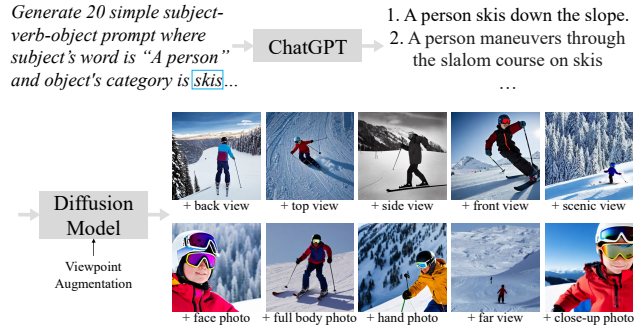 Generate 20 simple subject-
verb-object prompt where
subject's word is "A person"
and object's category is skis...
ChatGPT
1. A person skis down the slope.
2. A person maneuvers through
the slalom course on skis
...
Diffusion
Model
Viewpoint
Augmentation
+ back view
+ top view
+ side view
+ front view
+ scenic view
+ face photo
+ full body photo
+ hand photo
+ far view
+ close-up photo